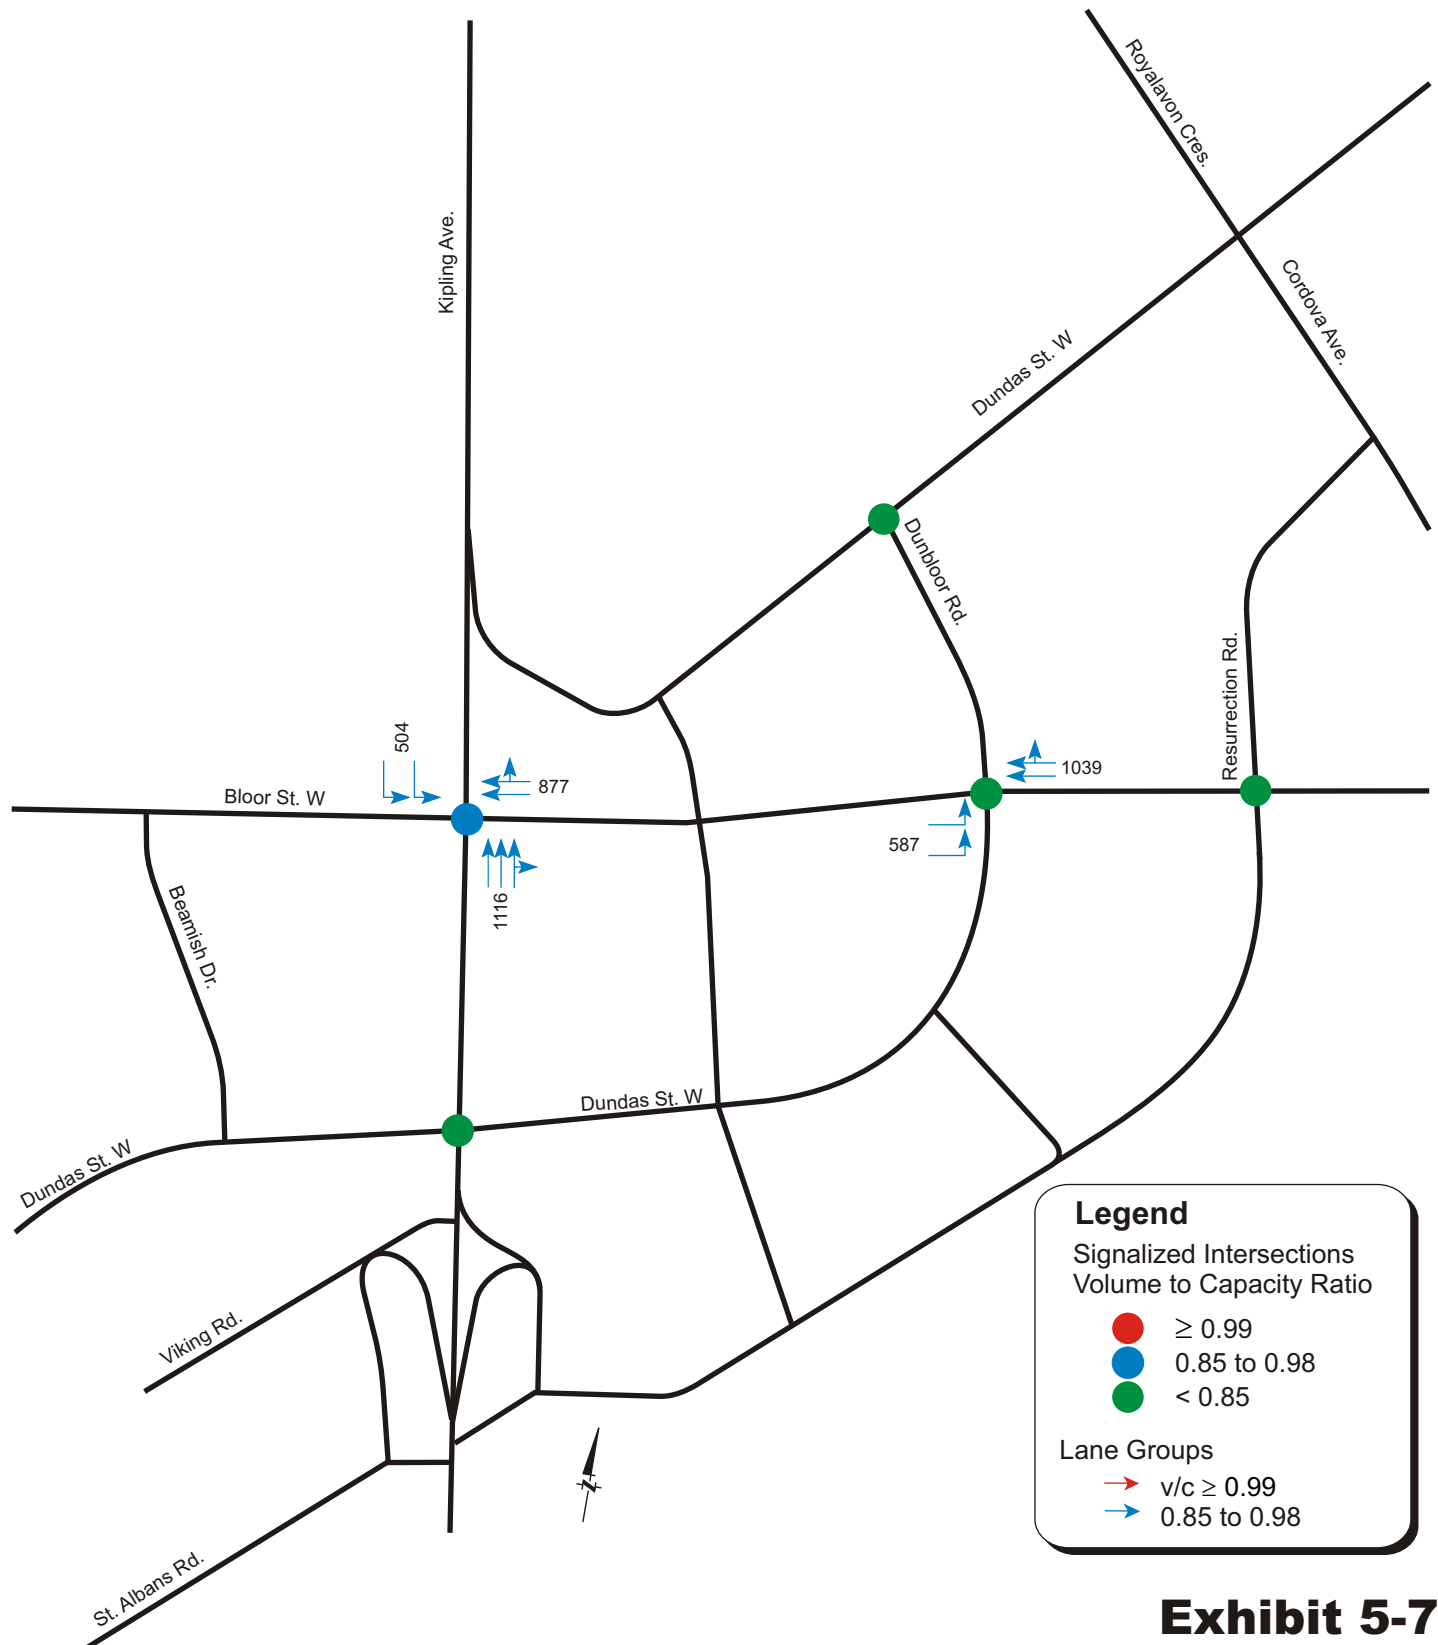 Royalavon Cres.
Kipling Ave.
Cordova Ave.
Dundas St. W
Dunbloor Rd.
Resurrection Rd.
504
877
1039
Bloor St. W
587
1116
Beamish Dr.
Dundas St. W
Dundas St. W
Viking Rd.
St. Albans Rd.
N
Legend
Signalized Intersections
Volume to Capacity Ratio
≥ 0.99
0.85 to 0.98
< 0.85
Lane Groups
v/c ≥ 0.99
0.85 to 0.98
Exhibit 5-7